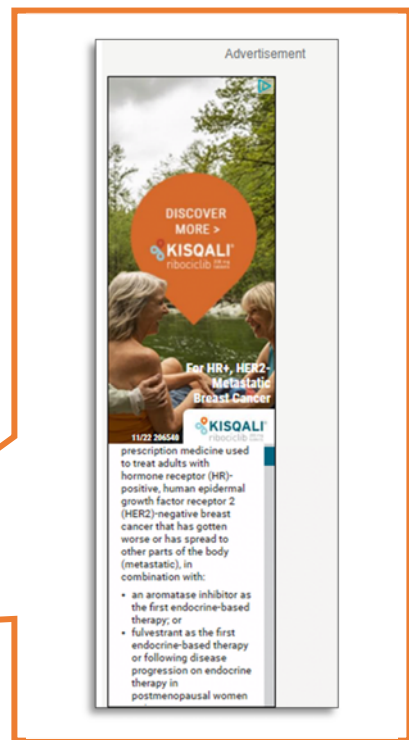 Advertisement
DISCOVER
MORE >
KISQALI
ribociclib
For HR+, HER2-
Metastatic
Breast Cancer
11/22 206540
KISQALI
ribociclib
prescription medicine used
to treat adults with
hormone receptor (HR)-
positive, human epidermal
growth factor receptor 2
(HER2)-negative breast
cancer that has gotten
worse or has spread to
other parts of the body
(metastatic), in
combination with:
• an aromatase inhibitor as
the first endocrine-based
therapy; or
• fulvestrant as the first
endocrine-based therapy
or following disease
progression on endocrine
therapy in
postmenopausal women